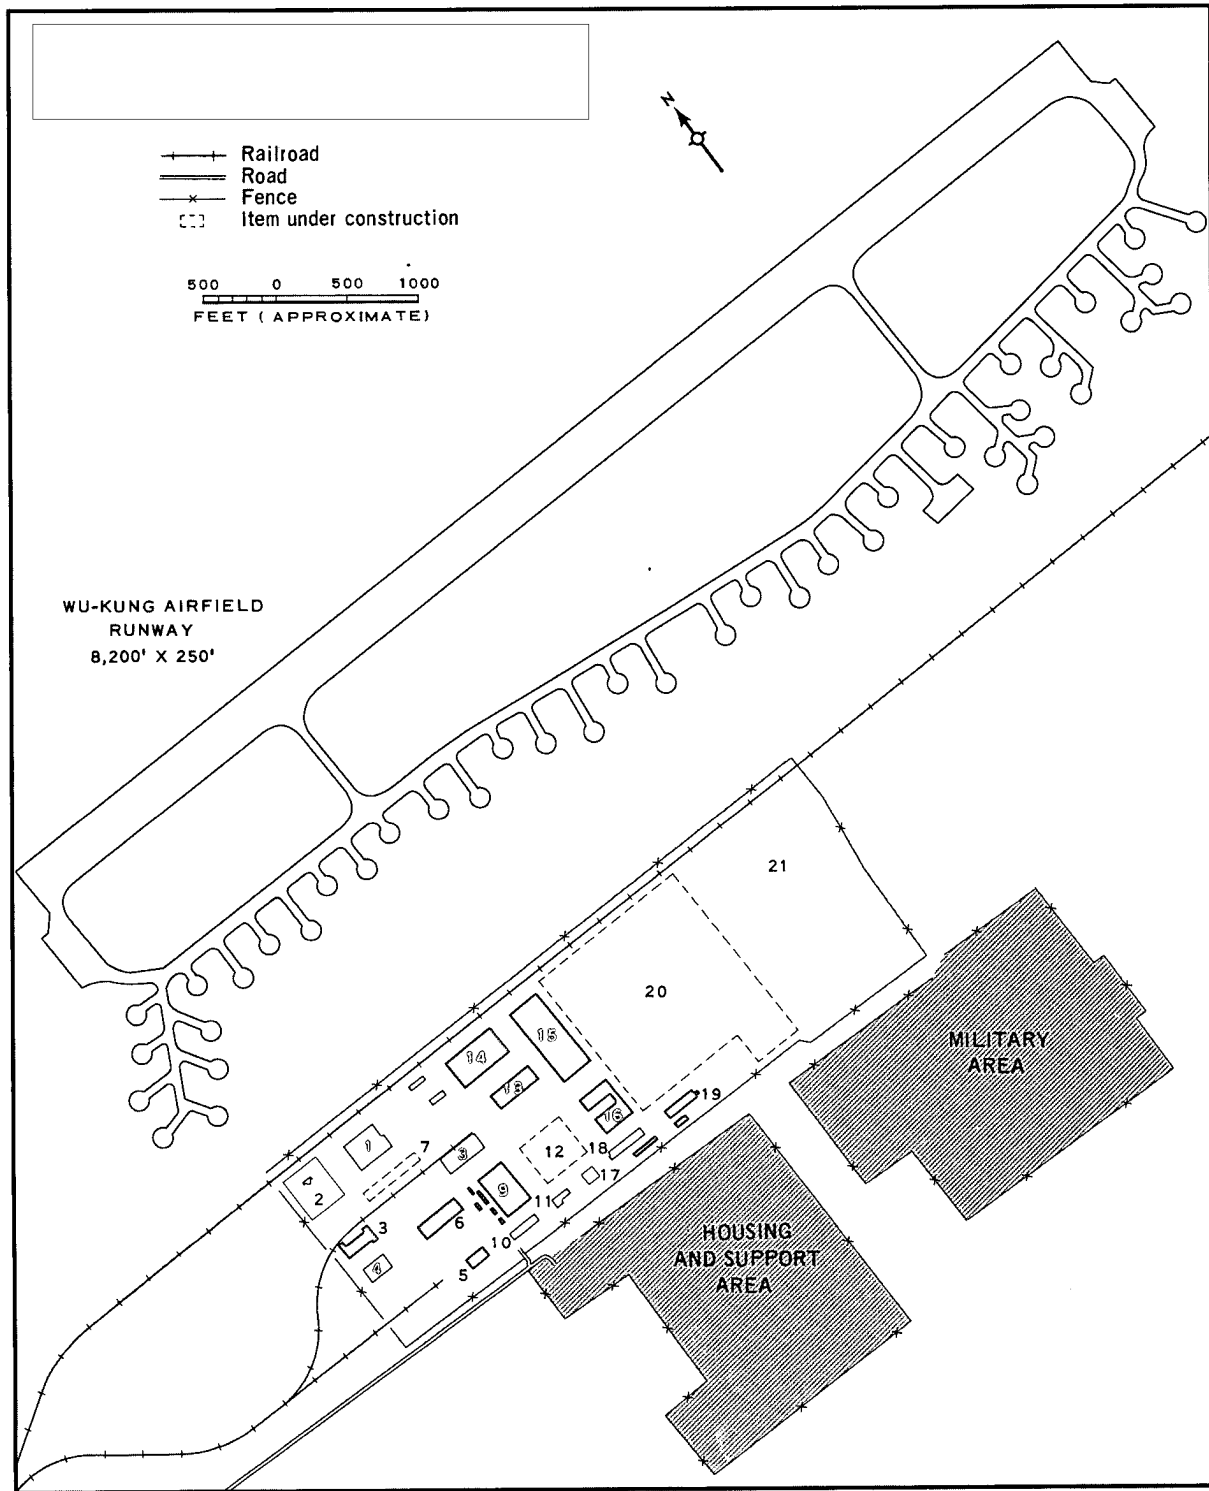 N
Railroad
Road
Fence
Item under construction
500 0 500 1000
FEET ( APPROXIMATE)
WU-KUNG AIRFIELD
RUNWAY
8,200' X 250'
21
20
15
14
13
16
19
1
7
8
12
18
17
2
9
11
3
6
10
4
5
MILITARY
AREA
HOUSING
AND SUPPORT
AREA